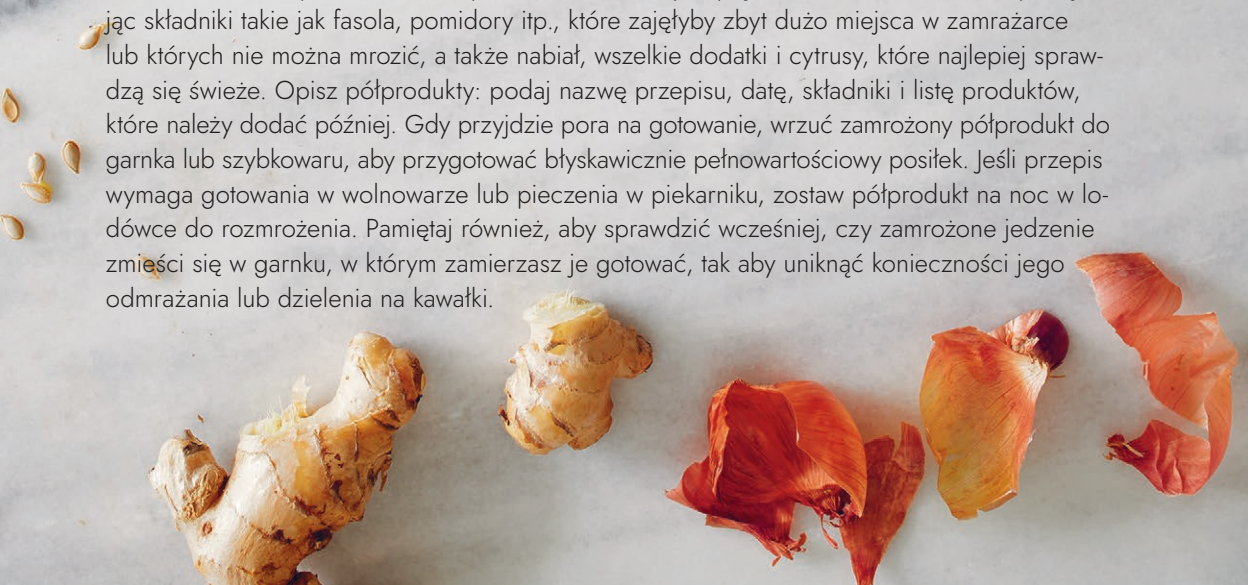 jąc składniki takie jak fasola, pomidory itp., które zajęłyby zbyt dużo miejsca w zamrażarce
lub których nie można mrozić, a także nabiał, wszelkie dodatki i cytrusy, które najlepiej spraw-
dzą się świeże. Opisz półprodukty: podaj nazwę przepisu, datę, składniki i listę produktów,
które należy dodać później. Gdy przyjdzie pora na gotowanie, wrzuć zamrożony półprodukt do
garnka lub szybkowaru, aby przygotować błyskawicznie pełnowartościowy posiłek. Jeśli przepis
wymaga gotowania w wolnowarze lub pieczenia w piekarniku, zostaw półprodukt na noc w lo-
dówce do rozmrożenia. Pamiętaj również, aby sprawdzić wcześniej, czy zamrożone jedzenie
zmieści się w garnku, w którym zamierzasz je gotować, tak aby uniknąć konieczności jego
odmrażania lub dzielenia na kawałki.